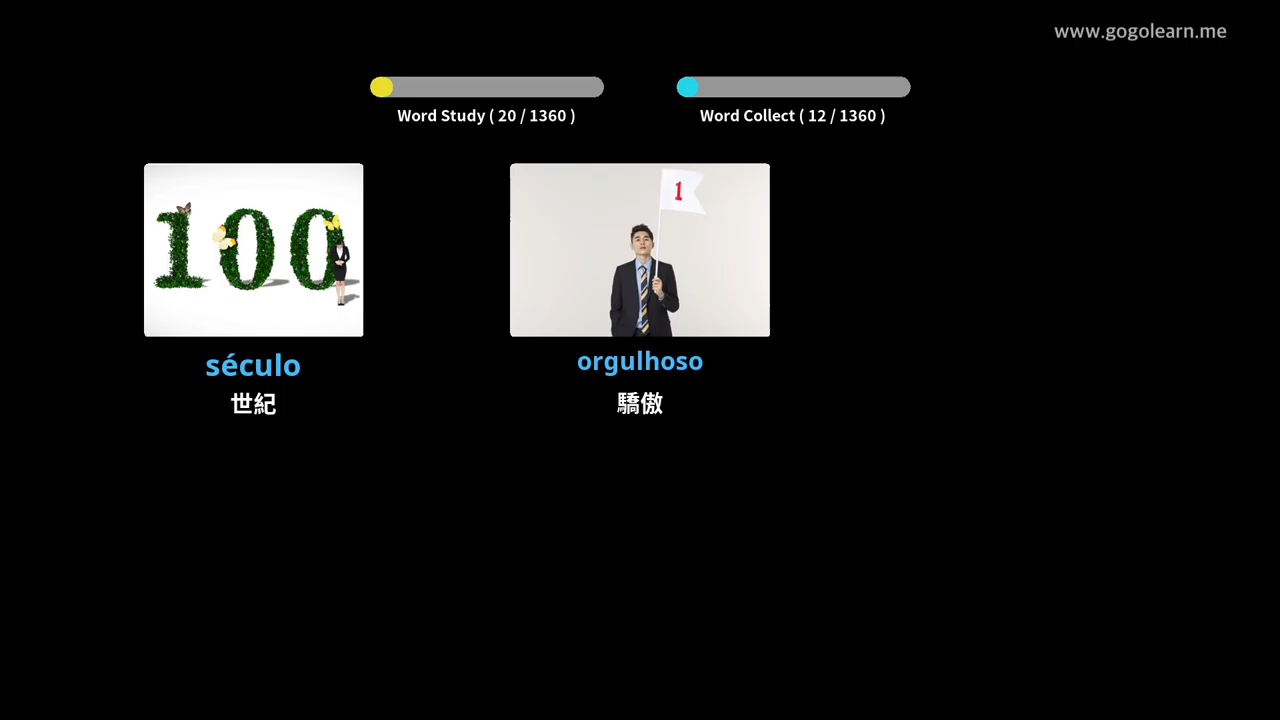 www.gogolearn.me
Word Study ( 20 / 1360 )
Word Collect ( 12 / 1360 )
100
1
século
orgulhoso
世紀
驕傲